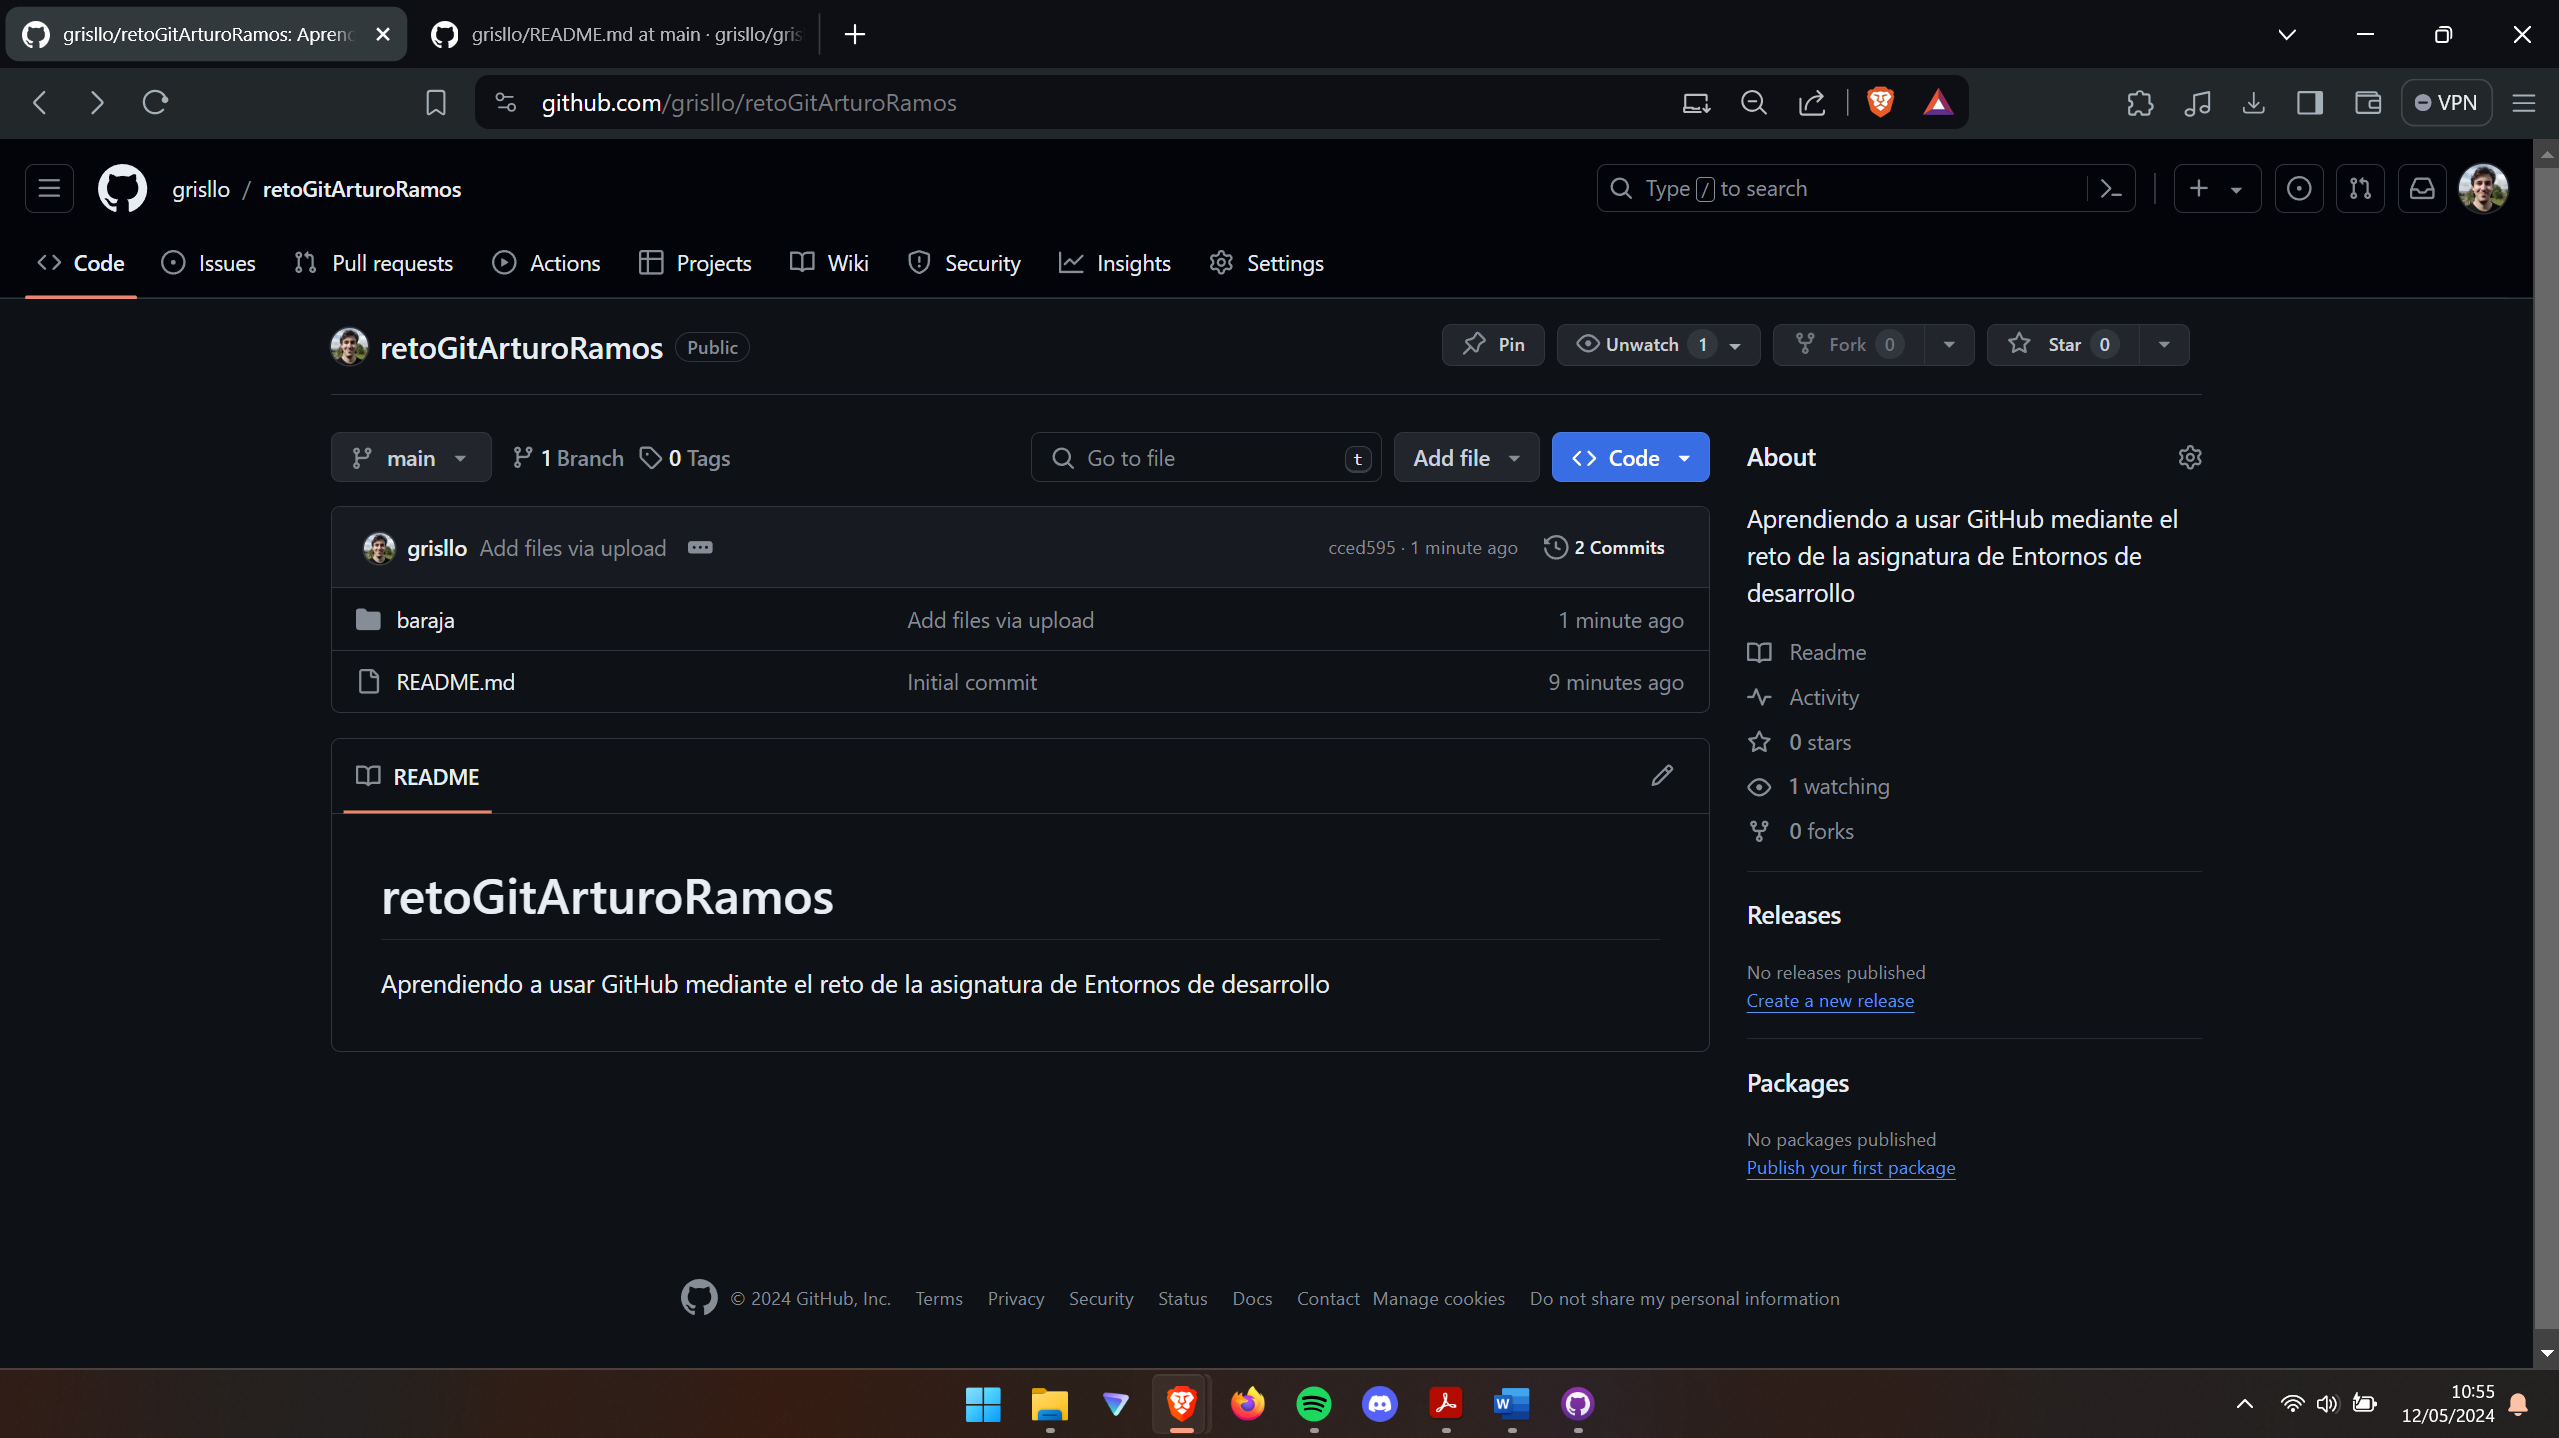 grisllo/retoGitArturoRamos: Apren
grisllo/README.md at main · grisllo/gris
github.com/grisllo/retoGitArturoRamos
VPN
grisllo / retoGitArturoRamos
Type / to search
Code Issues Pull requests Actions Projects Wiki Security Insights Settings
retoGitArturoRamos Public
Pin Unwatch 1 Fork 0 Star 0
main 1 Branch 0 Tags Go to file t Add file Code
grisllo Add files via upload cced595 · 1 minute ago 2 Commits
baraja Add files via upload 1 minute ago
README.md Initial commit 9 minutes ago
README
retoGitArturoRamos
Aprendiendo a usar GitHub mediante el reto de la asignatura de Entornos de desarrollo
About
Aprendiendo a usar GitHub mediante el
reto de la asignatura de Entornos de
desarrollo
Readme
Activity
0 stars
1 watching
0 forks
Releases
No releases published
Create a new release
Packages
No packages published
Publish your first package
© 2024 GitHub, Inc. Terms Privacy Security Status Docs Contact Manage cookies Do not share my personal information
10:55
12/05/2024